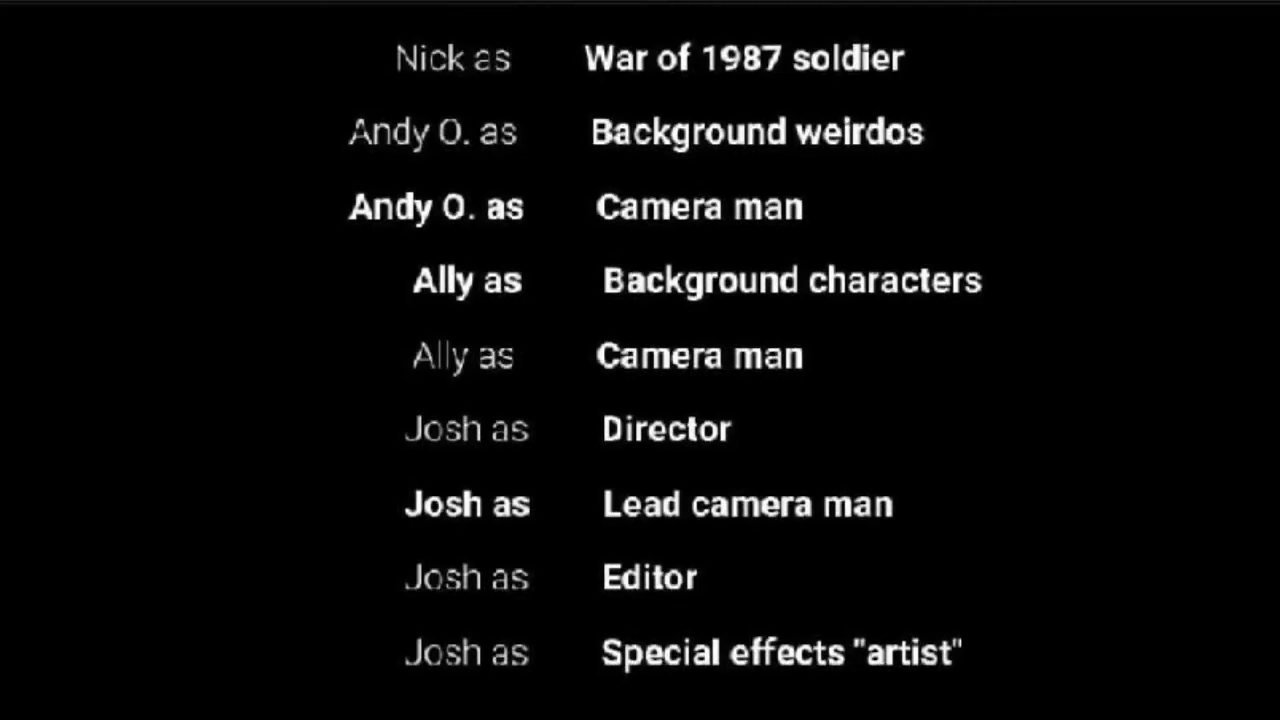 Nick as War of 1987 soldier
Andy O. as Background weirdos
Andy O. as Camera man
Ally as Background characters
Ally as Camera man
Josh as Director
Josh as Lead camera man
Josh as Editor
Josh as Special effects "artist"